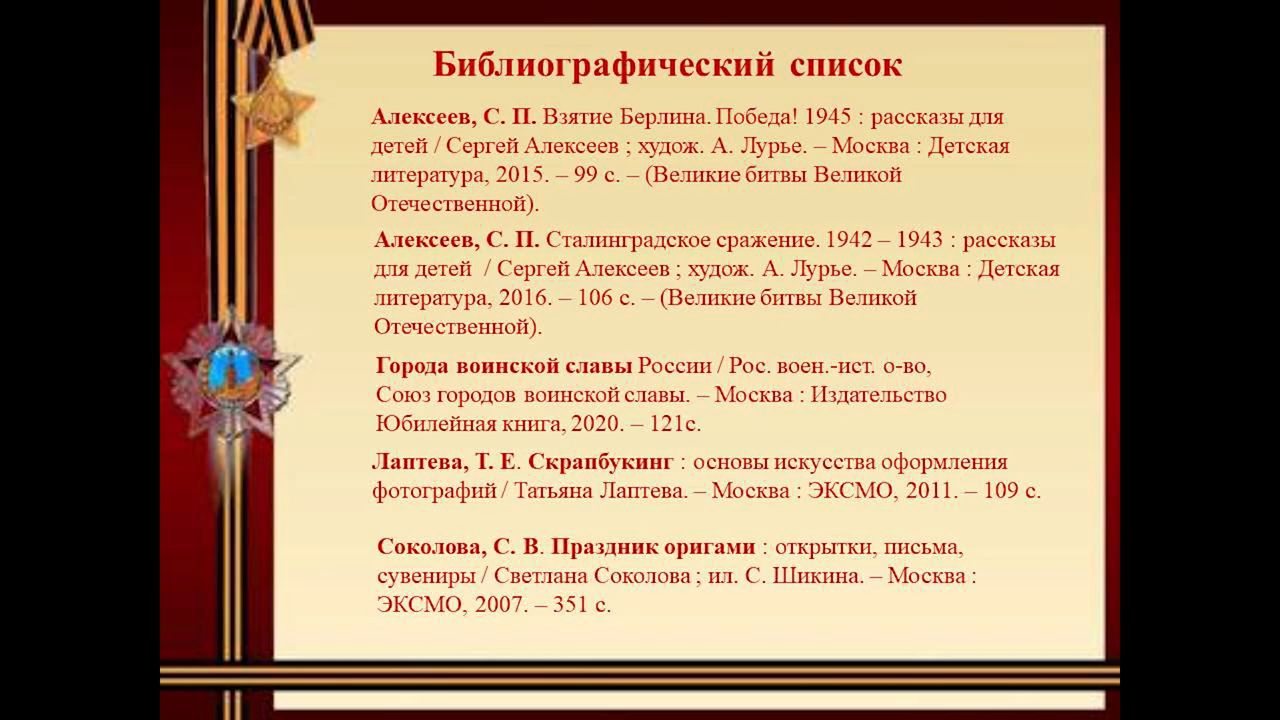 Библиографический список
Алексеев, С. П. Взятие Берлина. Победа! 1945 : рассказы для
детей / Сергей Алексеев ; худож. А. Лурье. – Москва : Детская
литература, 2015. – 99 с. – (Великие битвы Великой
Отечественной).
Алексеев, С. П. Сталинградское сражение. 1942 – 1943 : рассказы
для детей / Сергей Алексеев ; худож. А. Лурье. – Москва : Детская
литература, 2016. – 106 с. – (Великие битвы Великой
Отечественной).
Города воинской славы России / Рос. воен.-ист. о-во,
Союз городов воинской славы. – Москва : Издательство
Юбилейная книга, 2020. – 121с.
Лаптева, Т. Е. Скрапбукинг : основы искусства оформления
фотографий / Татьяна Лаптева. – Москва : ЭКСМО, 2011. – 109 с.
Соколова, С. В. Праздник оригами : открытки, письма,
сувениры / Светлана Соколова ; ил. С. Шикина. – Москва :
ЭКСМО, 2007. – 351 с.